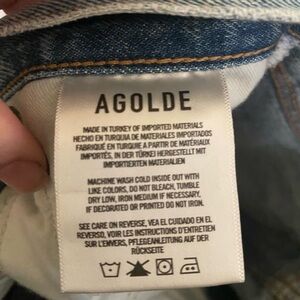 AGOLDE
MADE IN TURKEY OF IMPORTED MATERIALS
HECHO EN TURQUIA DE MATERIALES IMPORTADOS
FABRIQUÉ EN TURQUIE A PARTIR DE MATÉRIAUX
IMPORTÉS, IN DER TÜRKEI HERGESTELLT MIT
IMPORTIERTEN MATERIALIEN
MACHINE WASH COLD INSIDE OUT WITH
LIKE COLORS, DO NOT BLEACH, TUMBLE
DRY LOW, IRON MEDIUM IF NECESSARY,
IF DECORATED OR PRINTED DO NOT IRON.
SEE CARE ON REVERSE, VEA EL CUIDADO EN EL
REVERSO, VOIR LES INSTRUCTIONS D'ENTRETIEN
SUR L'ENVERS, PFLEGEANLEITUNG AUF DER
RÜCKSEITE